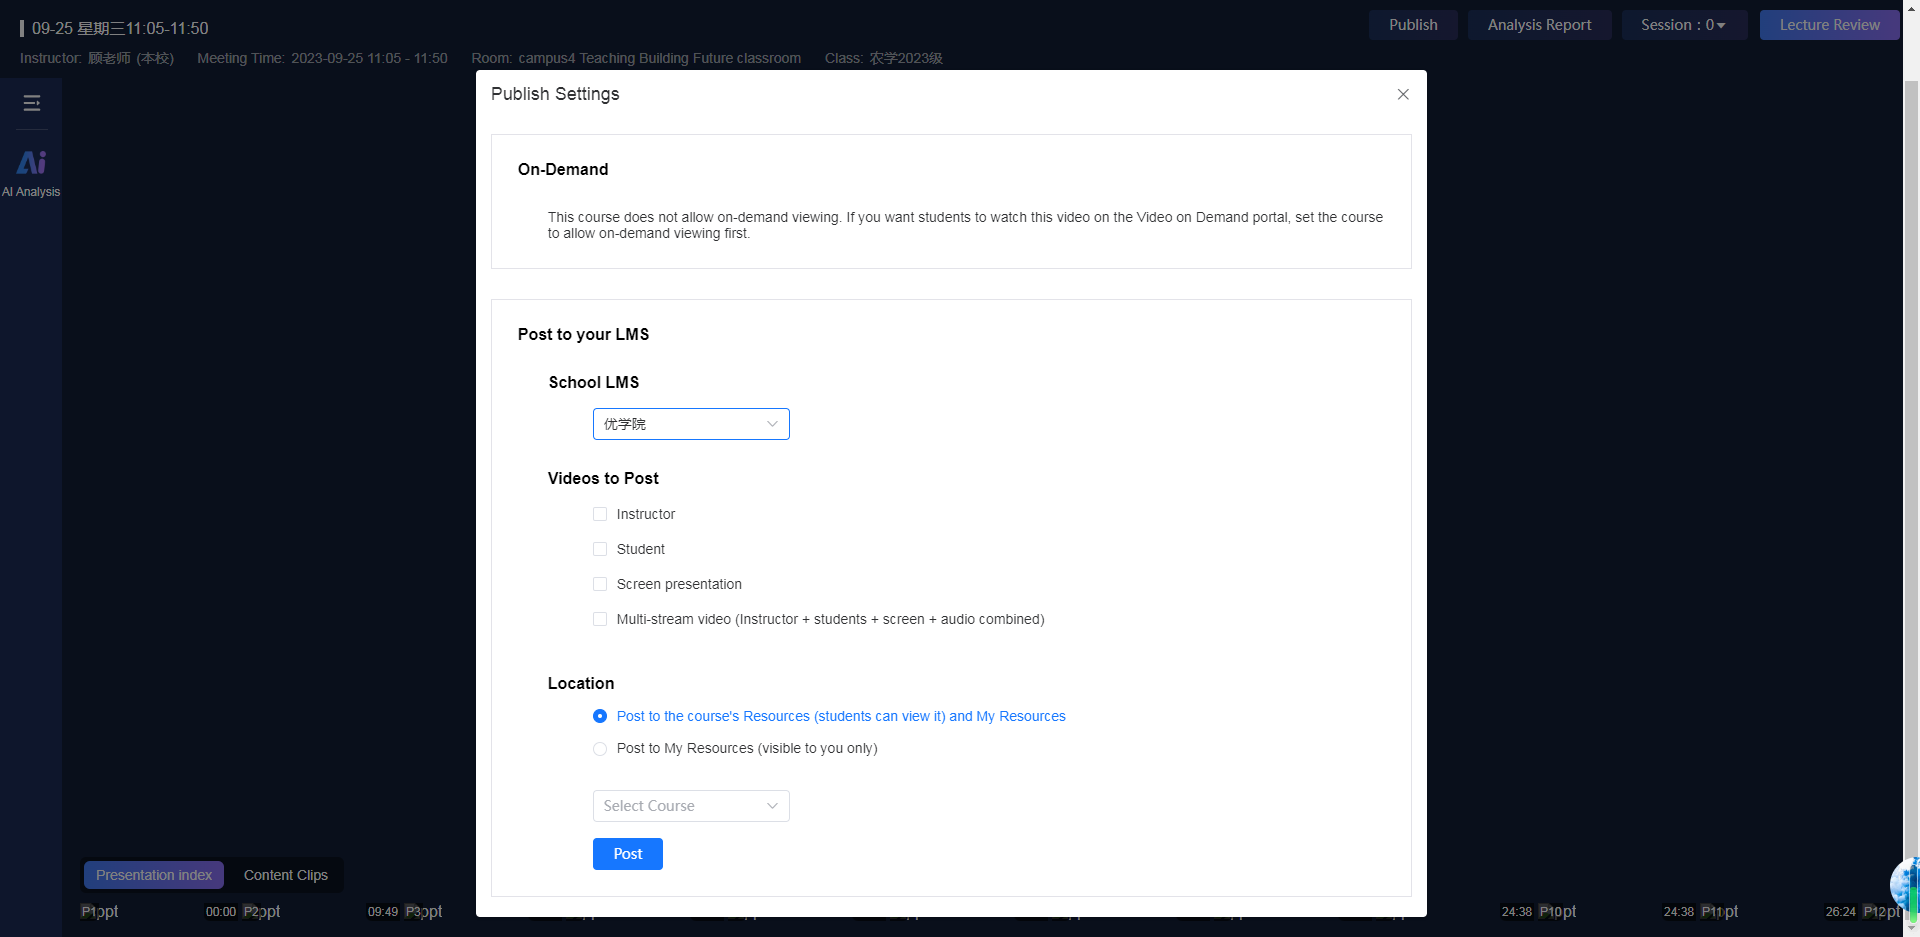 09-25 星期三11:05-11:50
Publish
Analysis Report
Session : 0
Lecture Review
Instructor: 顾老师 (本校) Meeting Time: 2023-09-25 11:05 - 11:50 Room: campus4 Teaching Building Future classroom Class: 农学2023级
Ai
AI Analysis
Publish Settings
On-Demand
This course does not allow on-demand viewing. If you want students to watch this video on the Video on Demand portal, set the course
to allow on-demand viewing first.
Post to your LMS
School LMS
优学院
Videos to Post
Instructor
Student
Screen presentation
Multi-stream video (Instructor + students + screen + audio combined)
Location
Post to the course's Resources (students can view it) and My Resources
Post to My Resources (visible to you only)
Select Course
Post
Presentation index
Content Clips
P1ppt 00:00 P2ppt 09:49 P3ppt 24:38 P10ppt 24:38 P11ppt 26:24 P12ppt